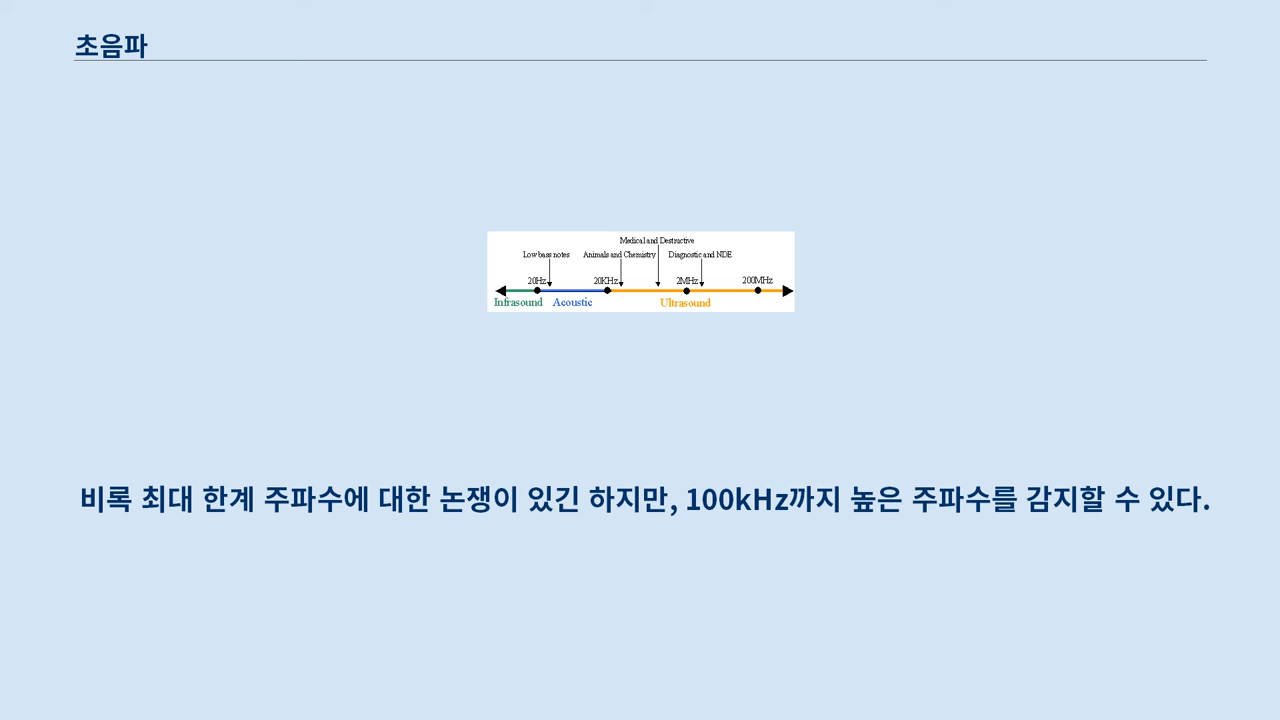 초음파
Medical and Destructive
Low bass notes Animals and Chemistry Diagnostic and NDE
20Hz 20KHz 2MHz 200MHz
Infrasound Acoustic Ultrasound
비록 최대 한계 주파수에 대한 논쟁이 있긴 하지만, 100kHz까지 높은 주파수를 감지할 수 있다.